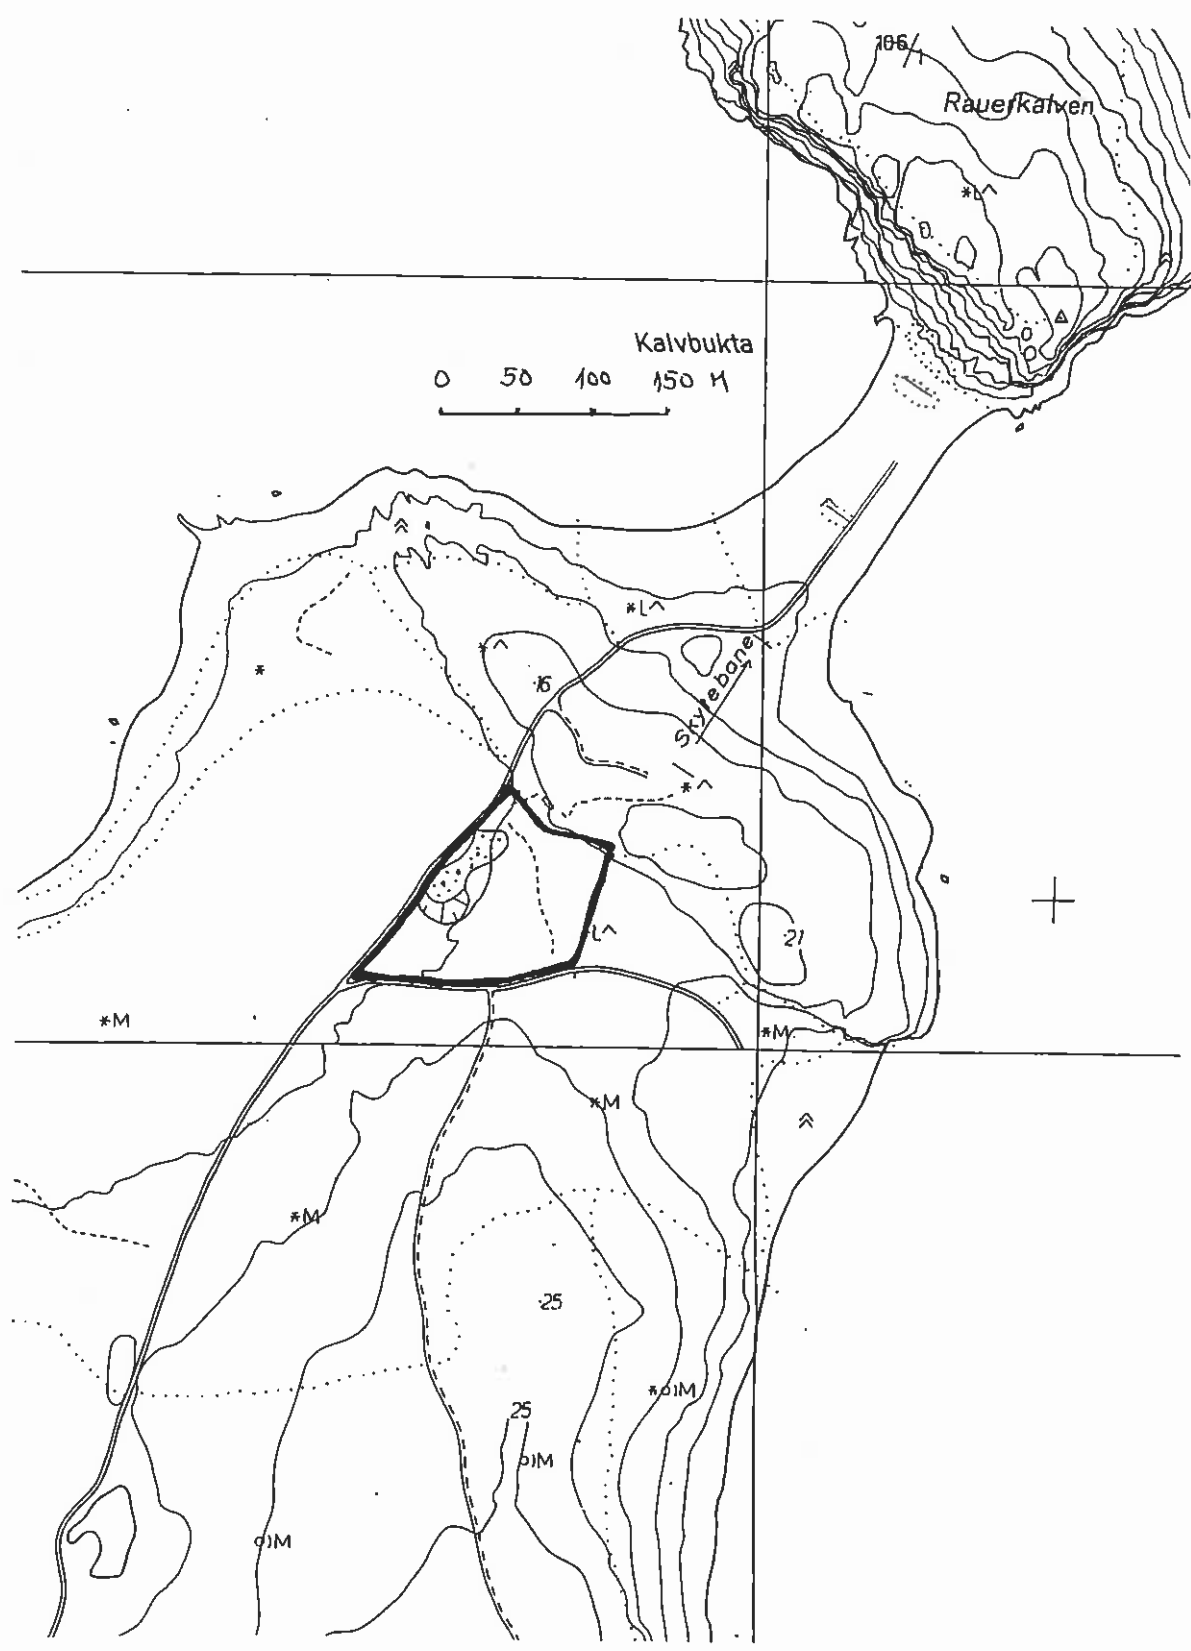 106/1
Rauerkalven
*L^
Kalvbukta
0 50 100 150 M
*L^
*^
16
Skytebane
*
*^
L^
21
*M
*M
*M
*M
25
*o)M
25
o)M
o)M